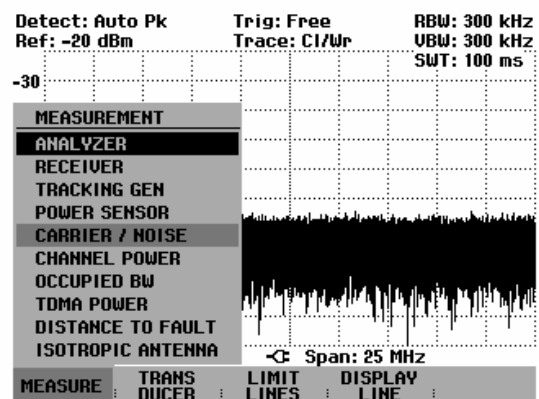 Detect: Auto Pk Trig: Free RBW: 300 kHz
Ref: -20 dBm Trace: Cl/Wr VBW: 300 kHz
SWT: 100 ms
-30
MEASUREMENT
ANALYZER
RECEIVER
TRACKING GEN
POWER SENSOR
CARRIER / NOISE
CHANNEL POWER
OCCUPIED BW
TDMA POWER
DISTANCE TO FAULT
ISOTROPIC ANTENNA
Span: 25 MHz
MEASURE
TRANS
DUCER
LIMIT
LINES
DISPLAY
LINE